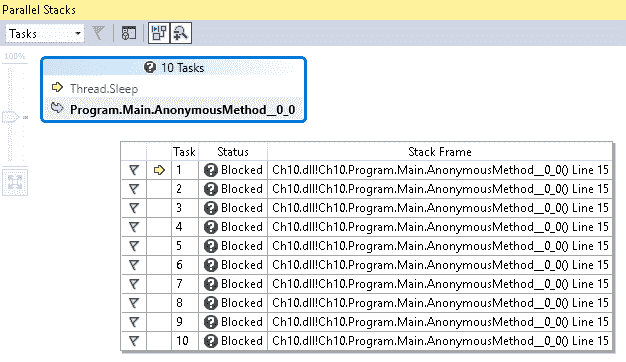 Parallel Stacks
Tasks
100%
10 Tasks
Thread.Sleep
Program.Main.AnonymousMethod__0_0
Task Status Stack Frame
1 Blocked Ch10.dll!Ch10.Program.Main.AnonymousMethod__0_0() Line 15
2 Blocked Ch10.dll!Ch10.Program.Main.AnonymousMethod__0_0() Line 15
3 Blocked Ch10.dll!Ch10.Program.Main.AnonymousMethod__0_0() Line 15
4 Blocked Ch10.dll!Ch10.Program.Main.AnonymousMethod__0_0() Line 15
5 Blocked Ch10.dll!Ch10.Program.Main.AnonymousMethod__0_0() Line 15
6 Blocked Ch10.dll!Ch10.Program.Main.AnonymousMethod__0_0() Line 15
7 Blocked Ch10.dll!Ch10.Program.Main.AnonymousMethod__0_0() Line 15
8 Blocked Ch10.dll!Ch10.Program.Main.AnonymousMethod__0_0() Line 15
9 Blocked Ch10.dll!Ch10.Program.Main.AnonymousMethod__0_0() Line 15
10 Blocked Ch10.dll!Ch10.Program.Main.AnonymousMethod__0_0() Line 15